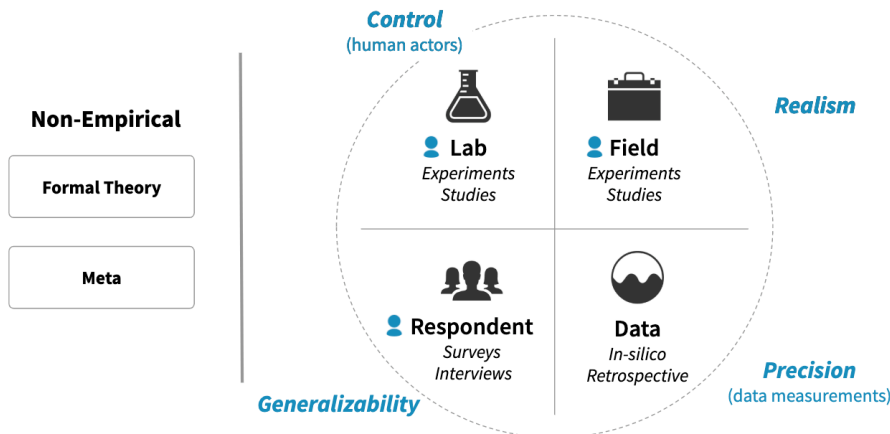 Control
(human actors)
Non-Empirical
Formal Theory
Meta
Realism
Lab
Experiments
Studies
Field
Experiments
Studies
Respondent
Surveys
Interviews
Data
In-silico
Retrospective
Generalizability
Precision
(data measurements)